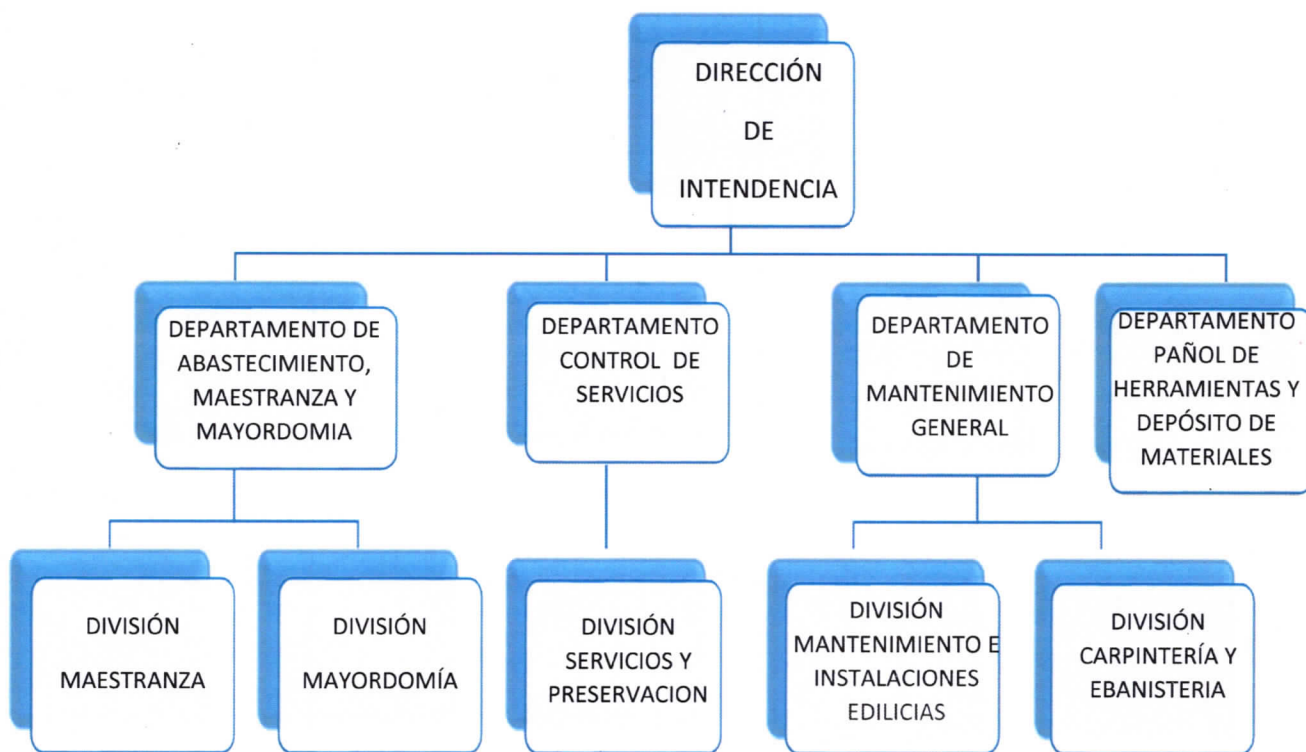 DIRECCIÓN
DE
INTENDENCIA
DEPARTAMENTO DE
ABASTECIMIENTO,
MAESTRANZA Y
MAYORDOMIA
DEPARTAMENTO
CONTROL DE
SERVICIOS
DEPARTAMENTO
DE
MANTENIMIENTO
GENERAL
DEPARTAMENTO
PAÑOL DE
HERRAMIENTAS Y
DEPÓSITO DE
MATERIALES
DIVISIÓN
MAESTRANZA
DIVISIÓN
MAYORDOMÍA
DIVISIÓN
SERVICIOS Y
PRESERVACION
DIVISIÓN
MANTENIMIENTO E
INSTALACIONES
EDILICIAS
DIVISIÓN
CARPINTERÍA Y
EBANISTERIA